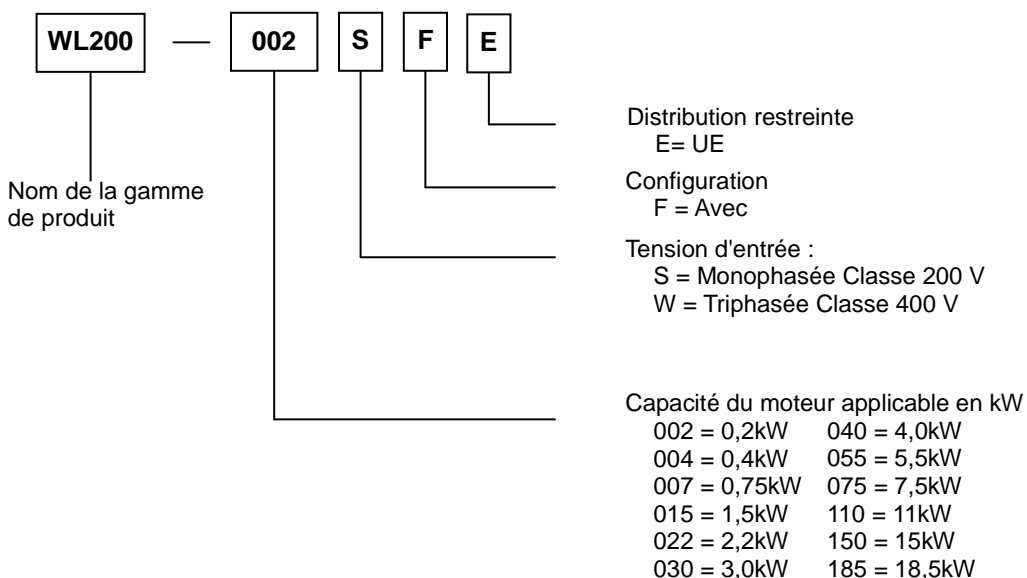 WL200 — 002 S F E
Nom de la gamme
de produit
Distribution restreinte
E= UE
Configuration
F = Avec
Tension d'entrée :
S = Monophasée Classe 200 V
W = Triphasée Classe 400 V
Capacité du moteur applicable en kW
002 = 0,2kW 040 = 4,0kW
004 = 0,4kW 055 = 5,5kW
007 = 0,75kW 075 = 7,5kW
015 = 1,5kW 110 = 11kW
022 = 2,2kW 150 = 15kW
030 = 3,0kW 185 = 18,5kW